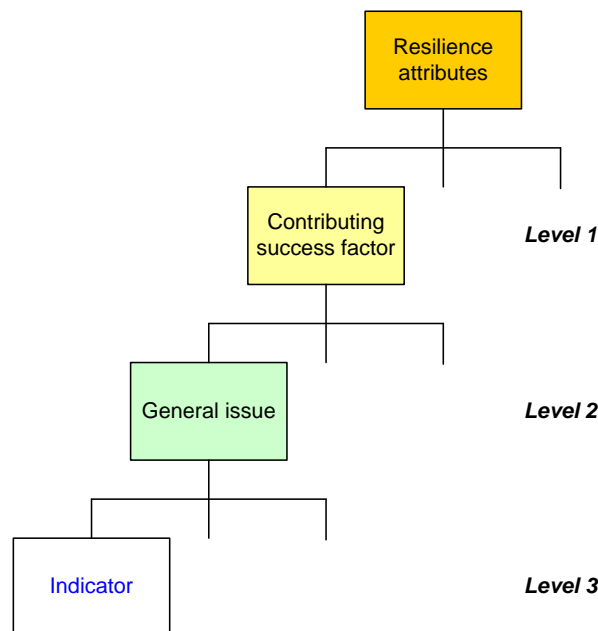 Resilience
attributes
Contributing
success factor
Level 1
General issue
Level 2
Indicator
Level 3